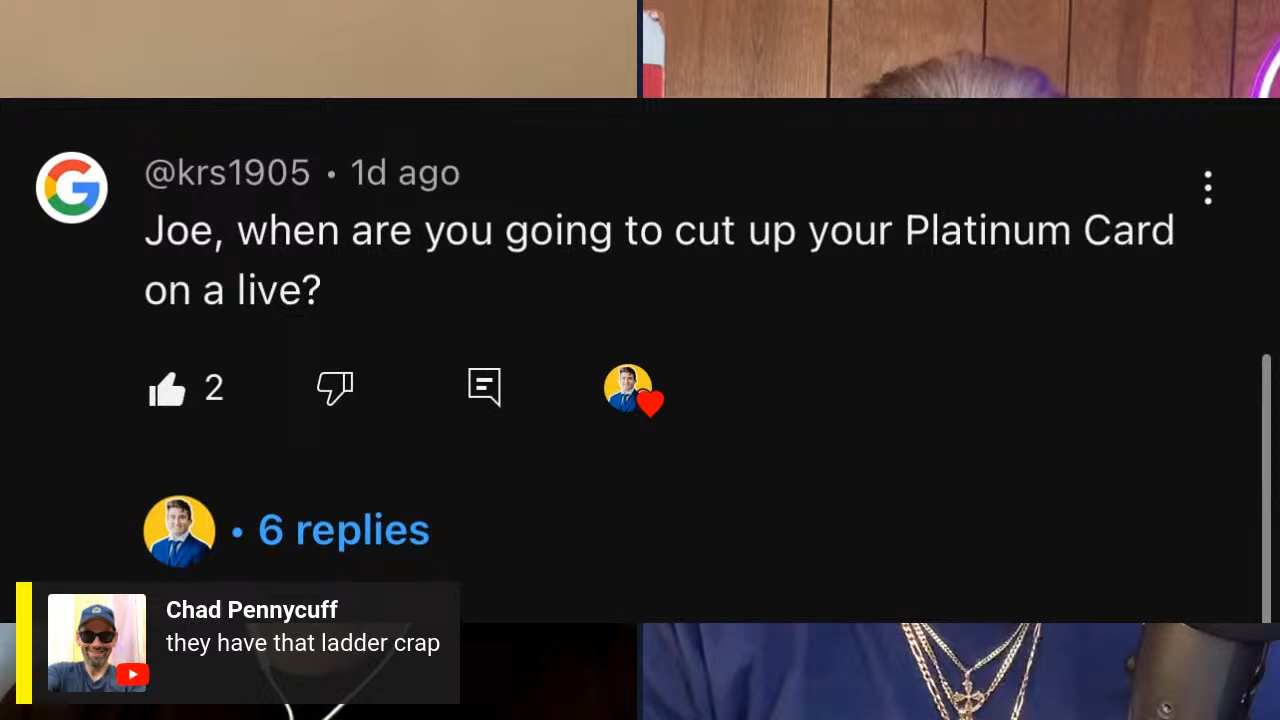 @krs1905 • 1d ago
Joe, when are you going to cut up your Platinum Card
on a live?
2
• 6 replies
Chad Pennycuff
they have that ladder crap